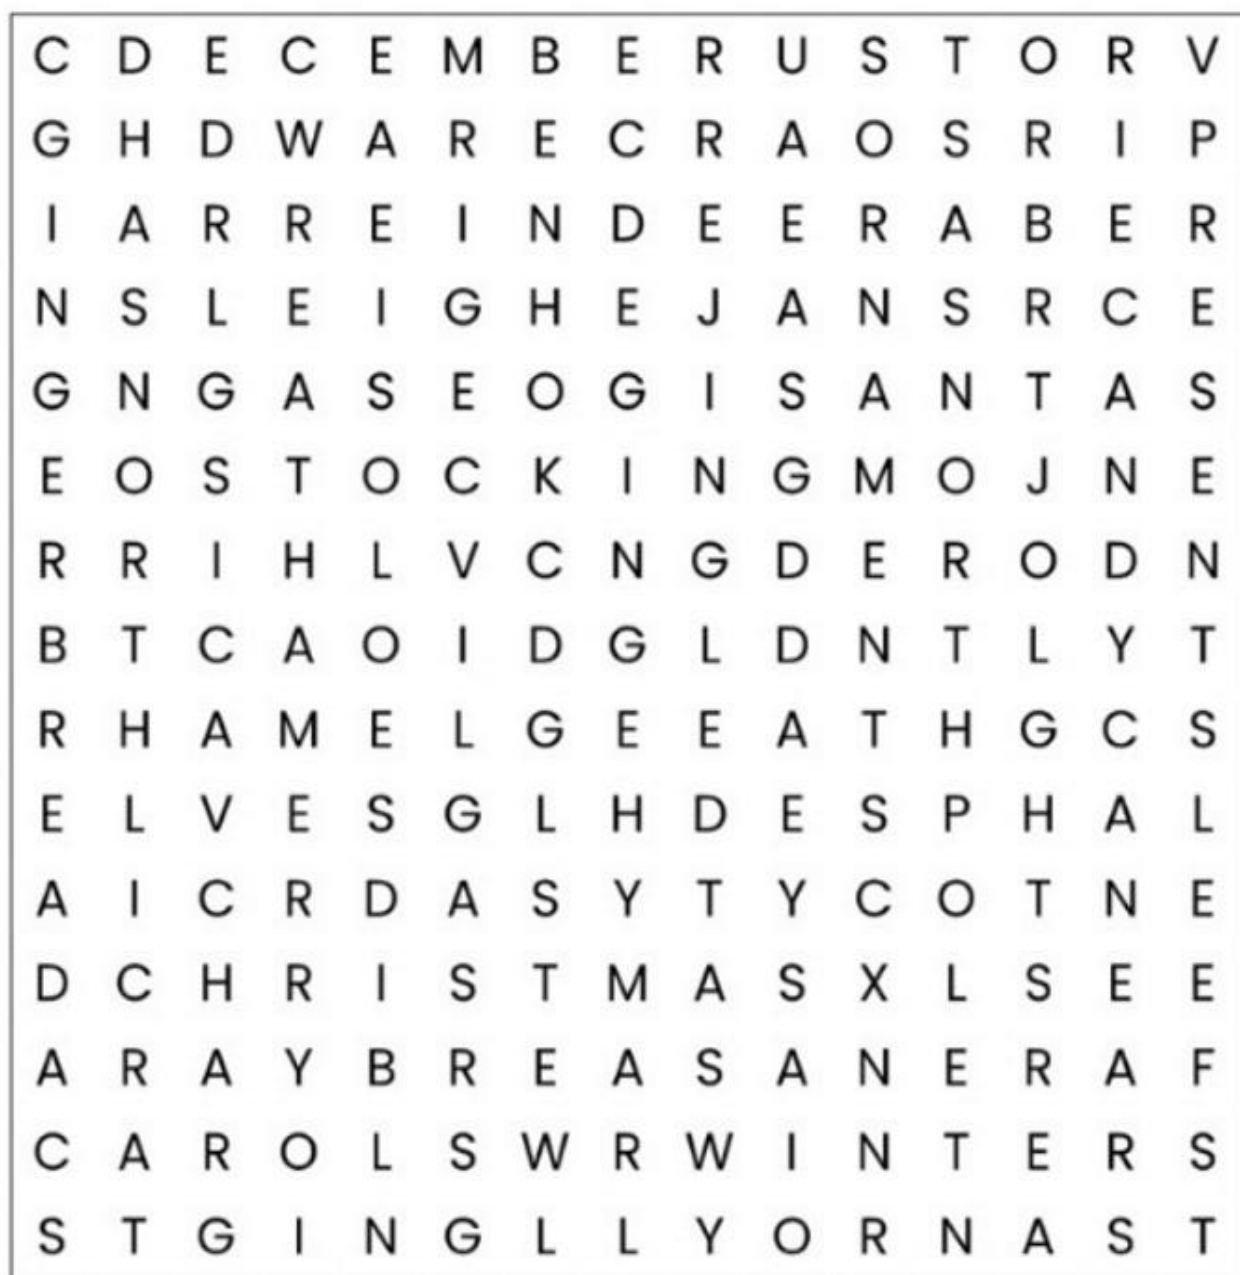 C D E C E M B E R U S T O R V
G H D W A R E C R A O S R I P
I A R R E I N D E E R A B E R
N S L E I G H E J A N S R C E
G N G A S E O G I S A N T A S
E O S T O C K I N G M O J N E
R R I H L V C N G D E R O D N
B T C A O I D G L D N T L Y T
R H A M E L G E E A T H G C S
E L V E S G L H D E S P H A L
A I C R D A S Y T Y C O T N E
D C H R I S T M A S X L S E E
A R A Y B R E A S A N E R A F
C A R O L S W R W I N T E R S
S T G I N G L L Y O R N A S T